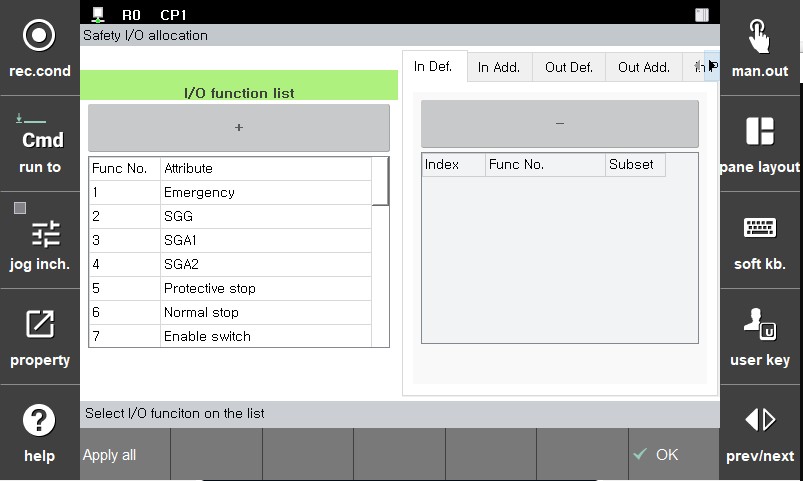 R0 CP1
Safety I/O allocation
rec.cond
Cmd
run to
jog inch.
property
help
I/O function list
+
Func No. Attribute
1 Emergency
2 SGG
3 SGA1
4 SGA2
5 Protective stop
6 Normal stop
7 Enable switch
In Def. In Add. Out Def. Out Add.
−
Index Func No. Subset
man.out
pane layout
soft kb.
U
user key
prev/next
Select I/O funciton on the list
Apply all OK